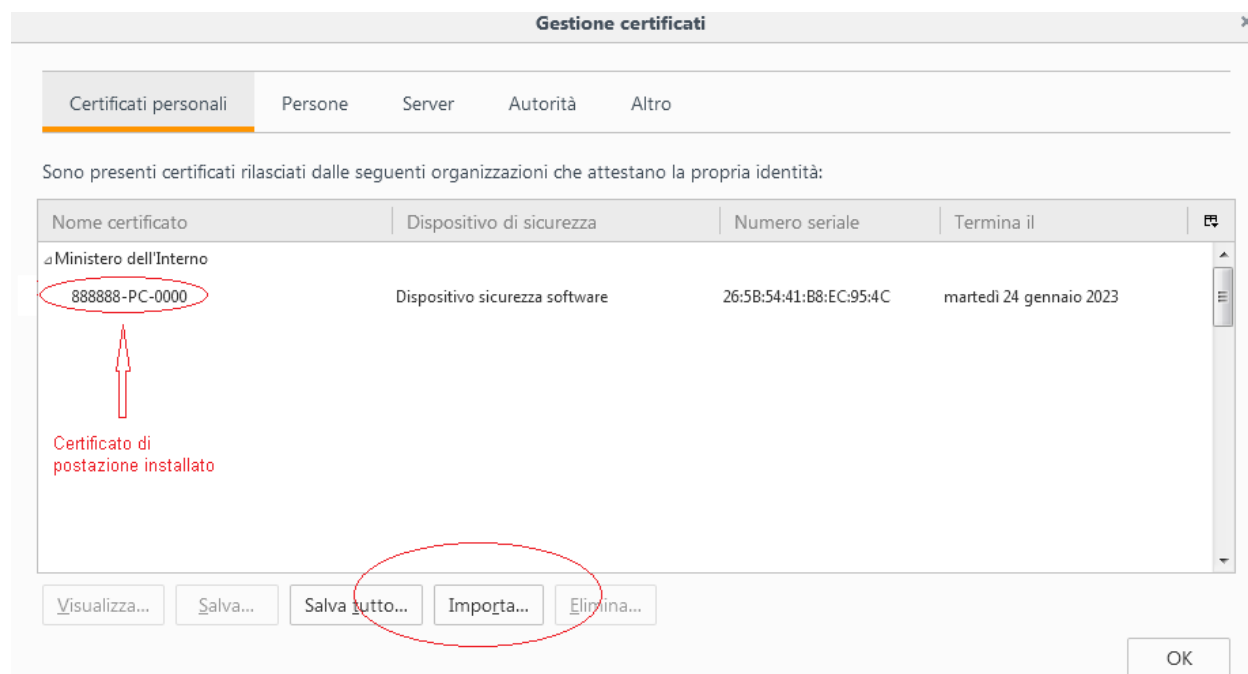 Gestione certificati
Certificati personali Persone Server Autorità Altro
Sono presenti certificati rilasciati dalle seguenti organizzazioni che attestano la propria identità:
Nome certificato Dispositivo di sicurezza Numero seriale Termina il
Ministero dell'Interno
888888-PC-0000 Dispositivo sicurezza software 26:5B:54:41:B8:EC:95:4C martedì 24 gennaio 2023
Certificato di
postazione installato
Visualizza... Salva... Salva tutto... Importa... Elimina...
OK